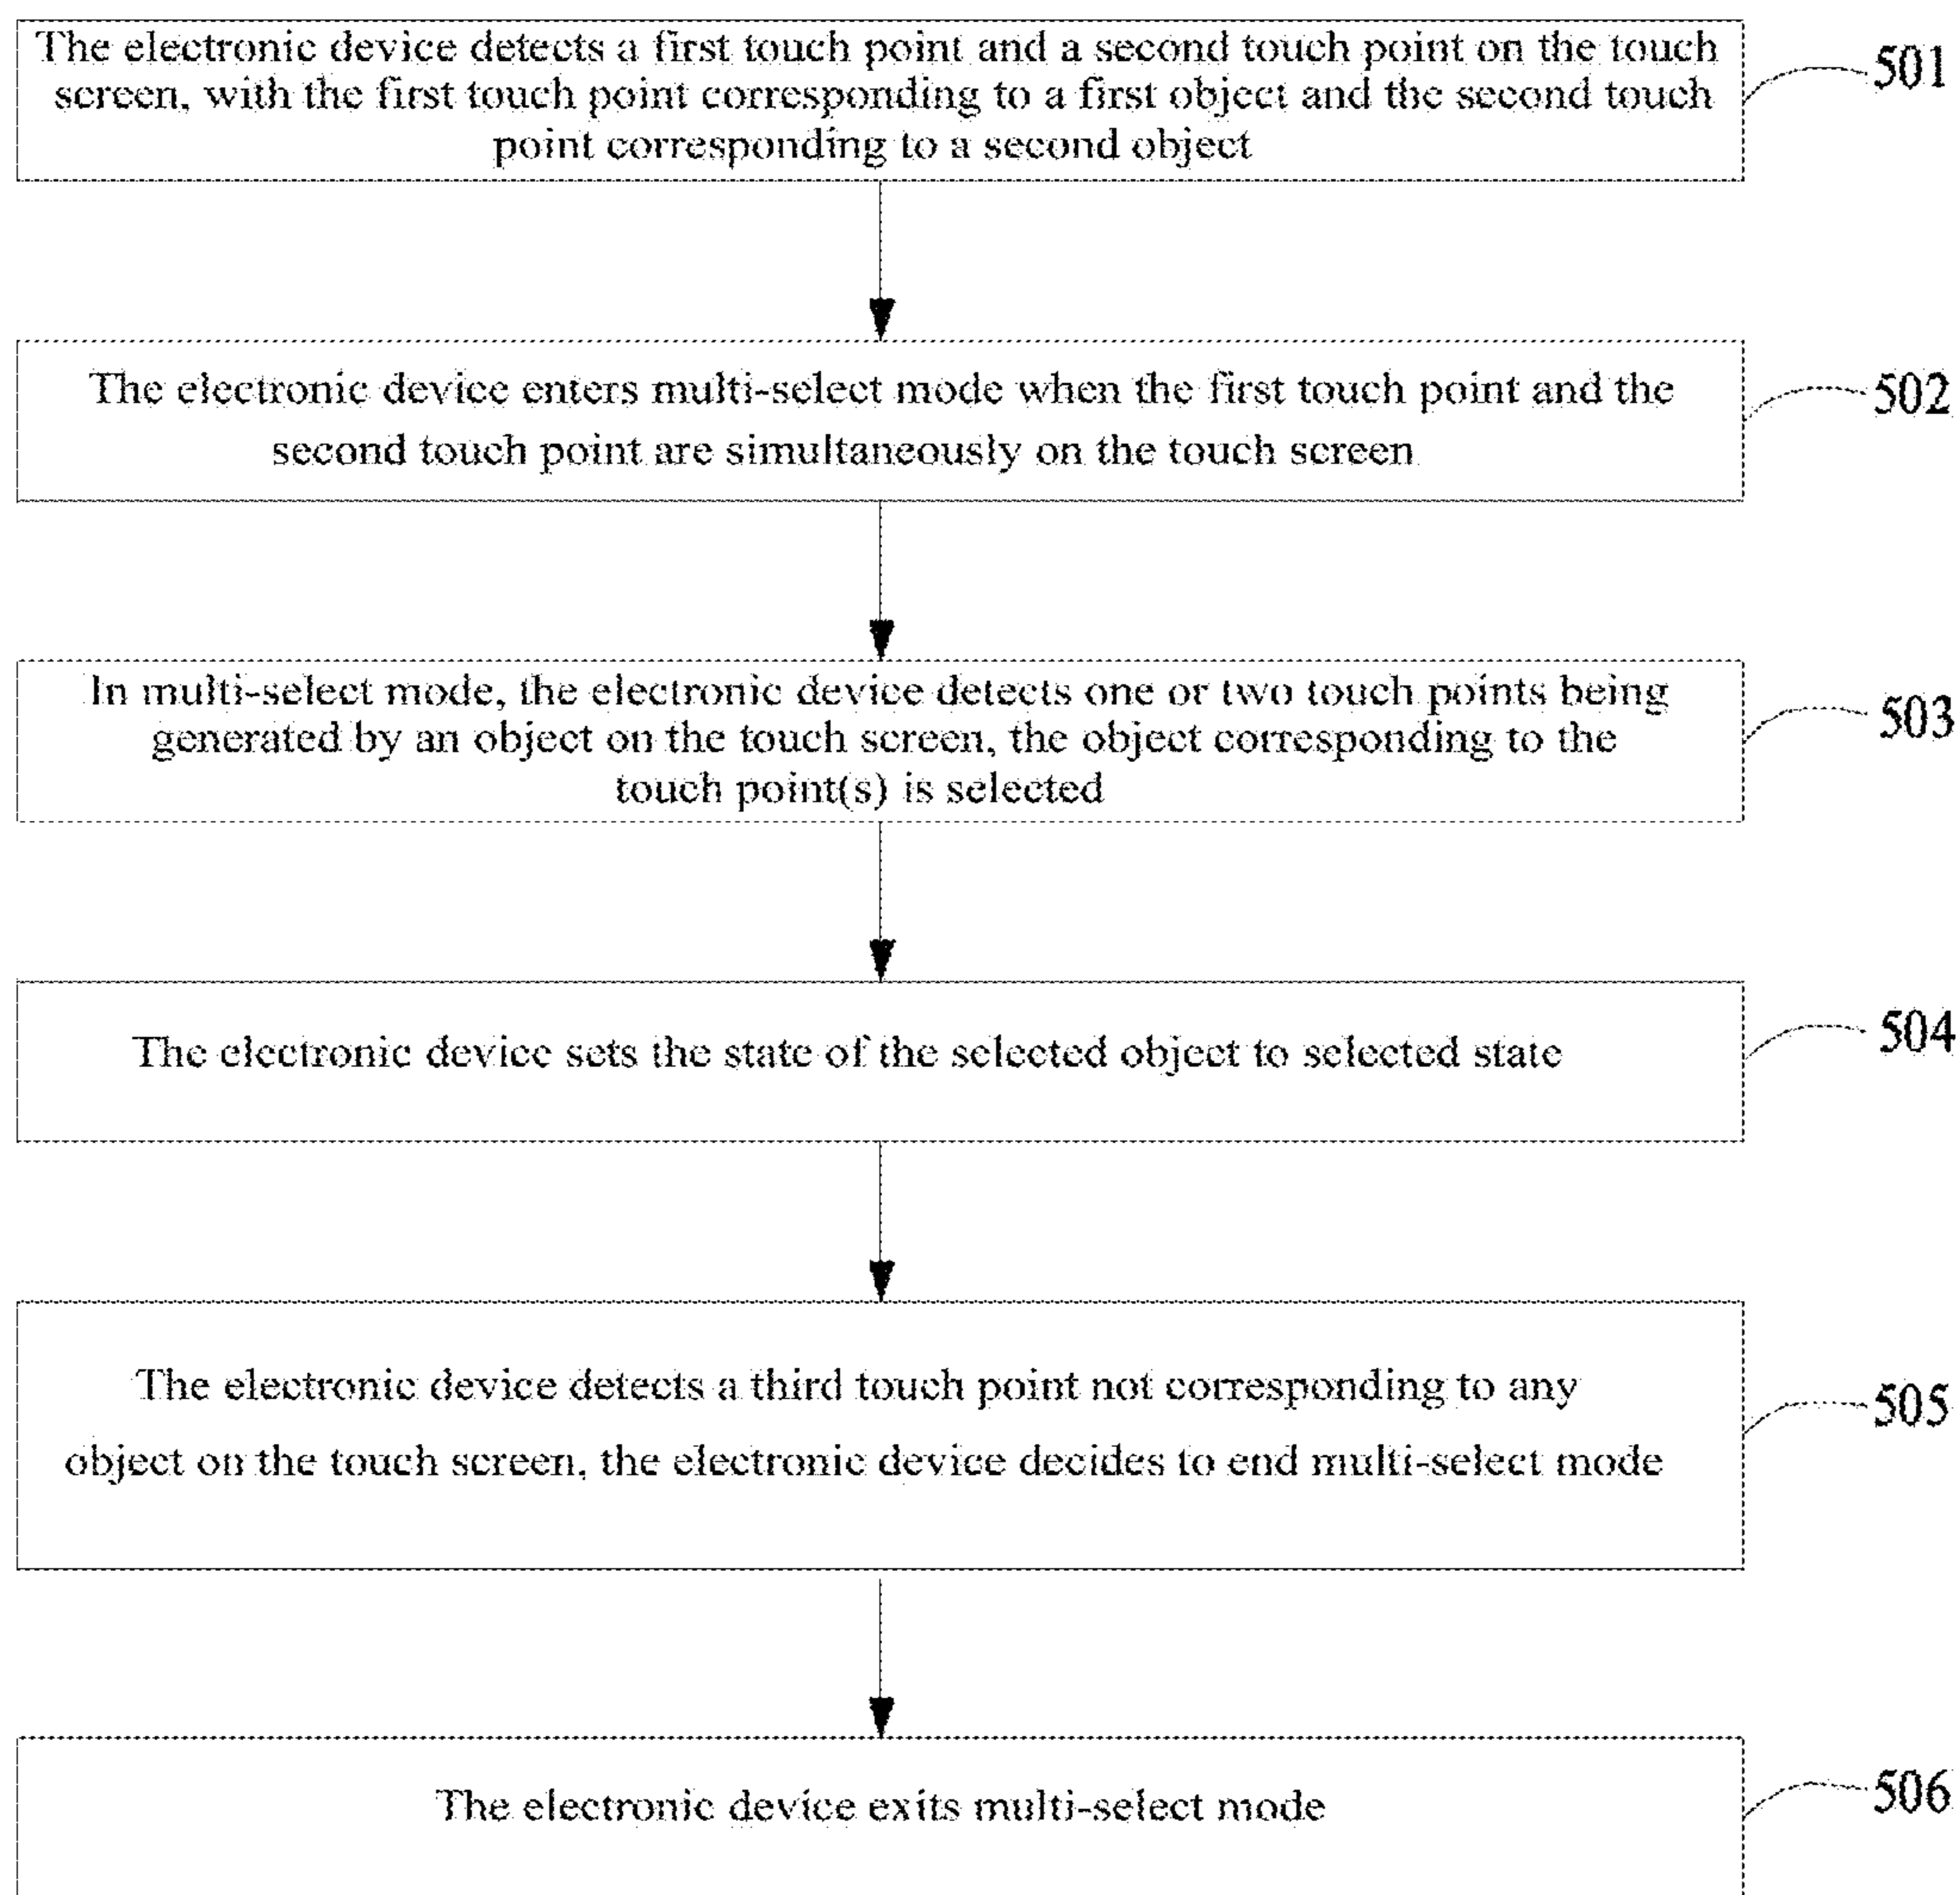 The electronic device detects a first touch point and a second touch point on the touch
screen, with the first touch point corresponding to a first object and the second touch
point corresponding to a second object
501
The electronic device enters multi-select mode when the first touch point and the
second touch point are simultaneously on the touch screen
502
In multi-select mode, the electronic device detects one or two touch points being
generated by an object on the touch screen, the object corresponding to the
touch point(s) is selected
503
The electronic device sets the state of the selected object to selected state
504
The electronic device detects a third touch point not corresponding to any
object on the touch screen, the electronic device decides to end multi-select mode
505
The electronic device exits multi-select mode
506